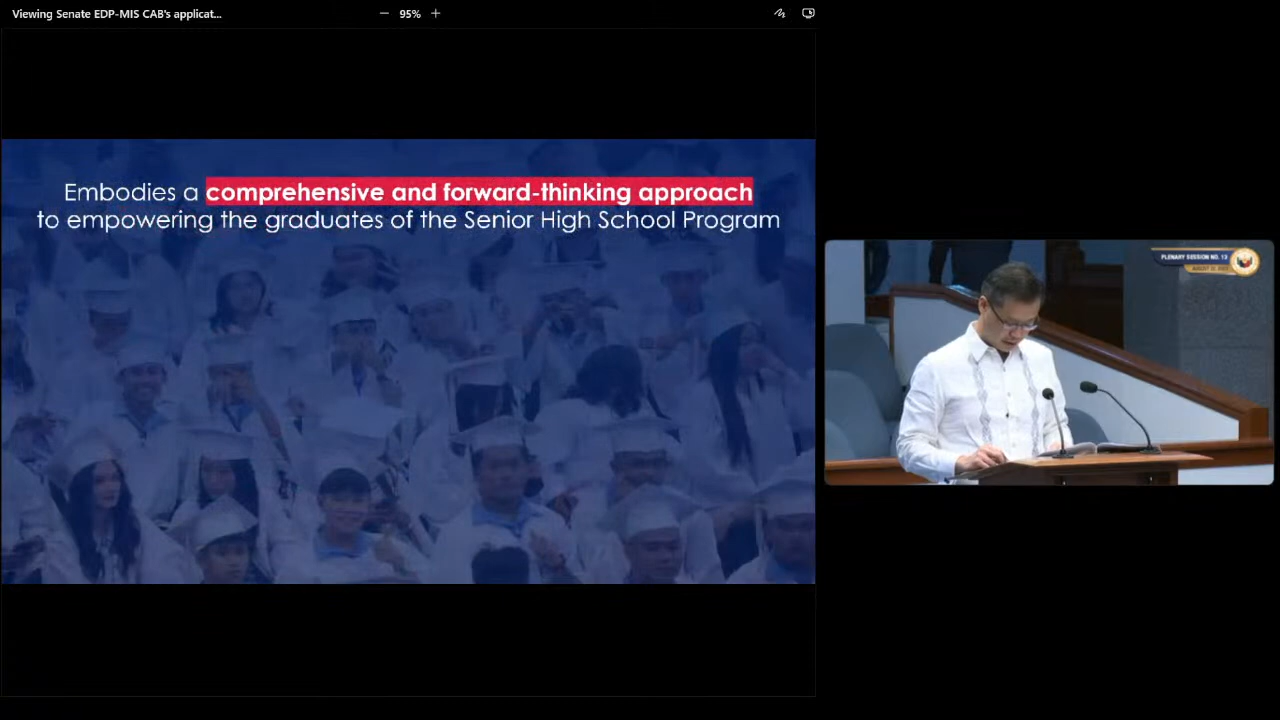 Viewing Senate EDP-MIS CAB's applicat...
95%
Embodies a comprehensive and forward-thinking approach
to empowering the graduates of the Senior High School Program
PLENARY SESSION NO. 13